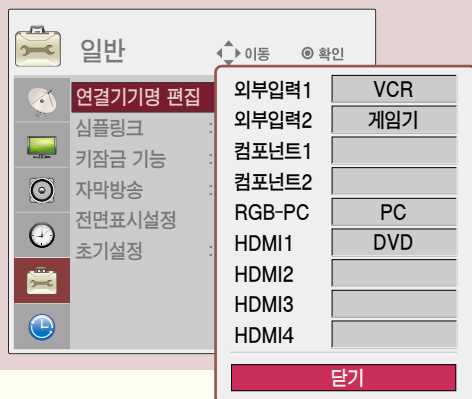 일반
이동 ◉ 확인
연결기기명 편집
심플링크 :
키잠금 기능 :
자막방송 :
전면표시설정
초기설정 :
외부입력1 VCR
외부입력2 게임기
컴포넌트1
컴포넌트2
RGB-PC PC
HDMI1 DVD
HDMI2
HDMI3
HDMI4
닫기